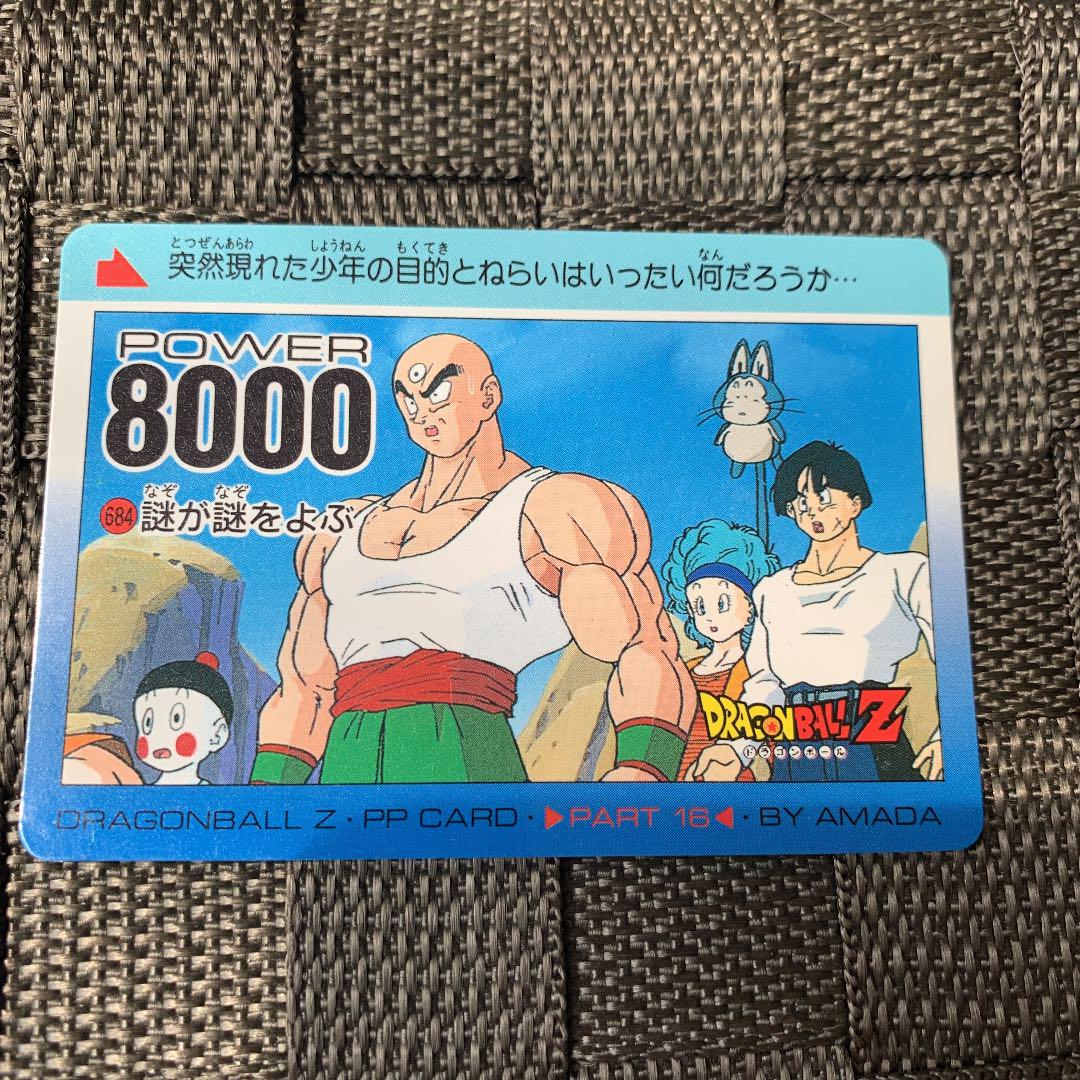 とつぜんあらわ しょうねん もくてき なん
突然現れた少年の目的とねらいはいったい何だろうか…
POWER
8000
なぞ なぞ
684 謎が謎をよぶ
DRAGONBALL Z
ドラゴンボール
DRAGONBALL Z・PP CARD・▶PART 16◀・BY AMADA